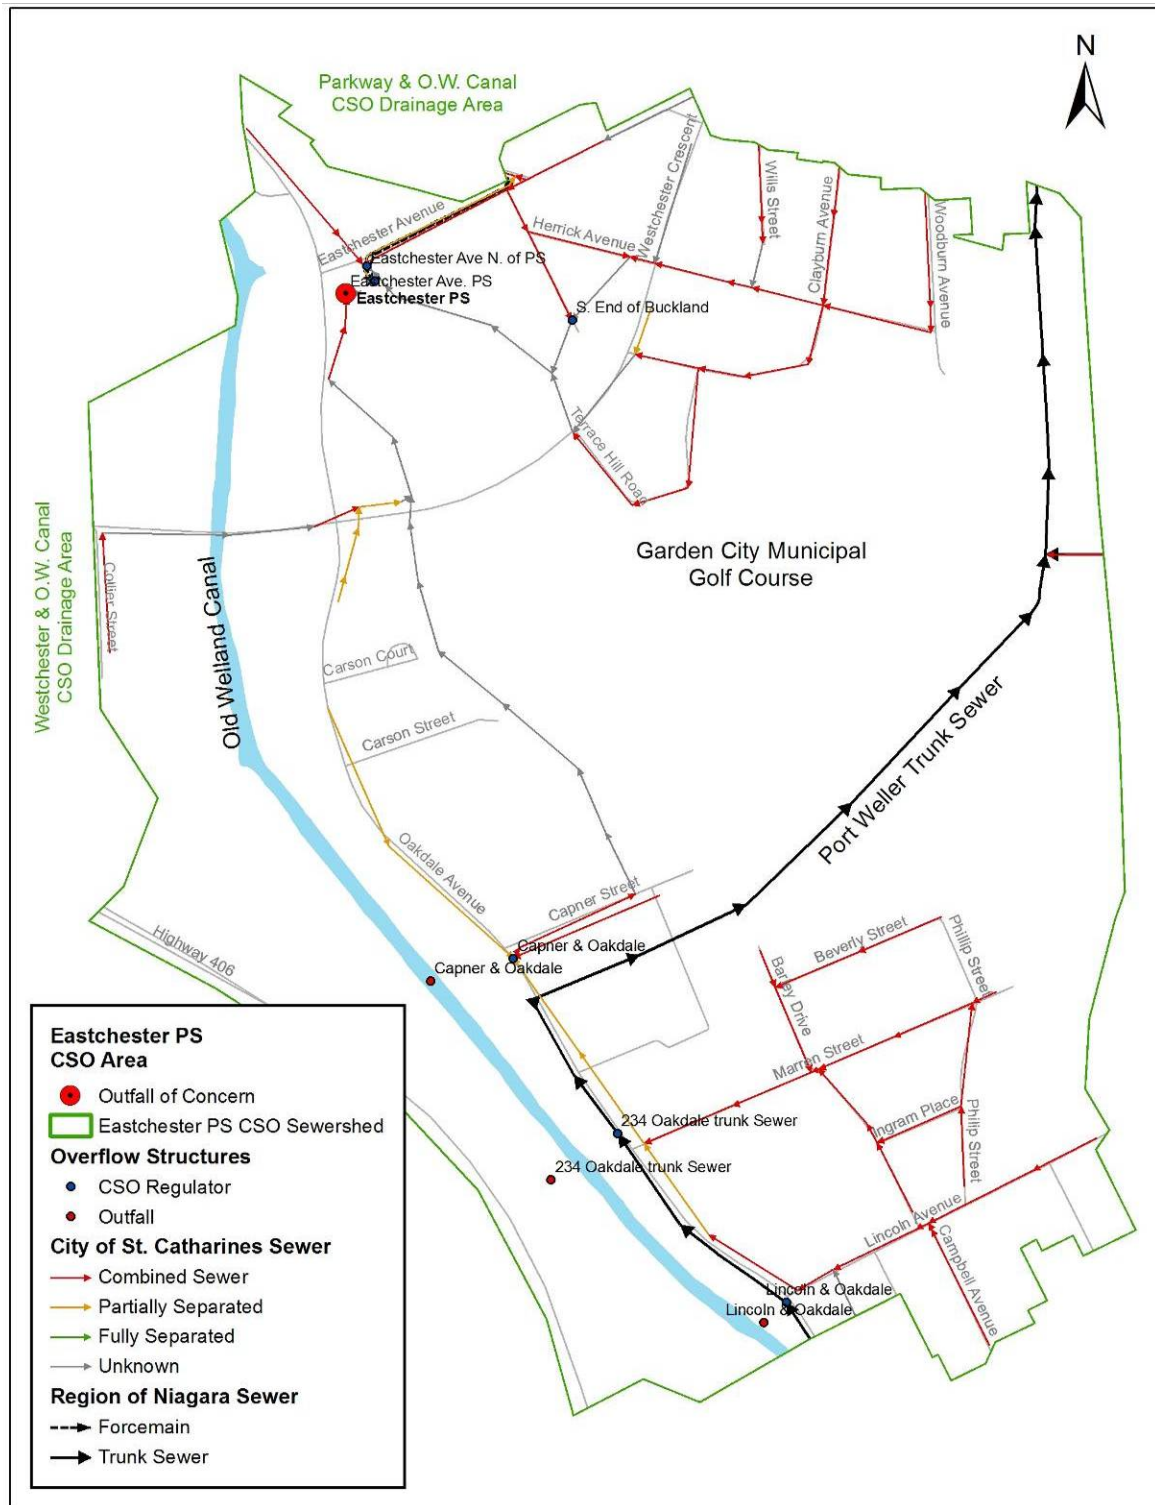 N
Parkway & O.W. Canal
CSO Drainage Area
Westchester Crescent
Willis Street
Clayburn Avenue
Woodburn Avenue
Eastchester Avenue
Herrick Avenue
Eastchester Ave N. of PS
Eastchester Ave. PS
Eastchester PS
S. End of Buckland
Terrace Hill Road
Garden City Municipal
Golf Course
Westchester & O.W. Canal
CSO Drainage Area
Collier Street
Old Welland Canal
Carson Court
Carson Street
Port Weller Trunk Sewer
Oakdale Avenue
Capner Street
Capner & Oakdale
Capner & Oakdale
Highway 406
Beverly Street
Phillip Street
Barley Drive
Marren Street
Ingram Place
Phillip Street
234 Oakdale trunk Sewer
234 Oakdale trunk Sewer
Lincoln Avenue
Campbell Avenue
Lincoln & Oakdale
Lincoln & Oakdale
Eastchester PS
CSO Area
Outfall of Concern
Eastchester PS CSO Sewershed
Overflow Structures
CSO Regulator
Outfall
City of St. Catharines Sewer
Combined Sewer
Partially Separated
Fully Separated
Unknown
Region of Niagara Sewer
Forcemain
Trunk Sewer